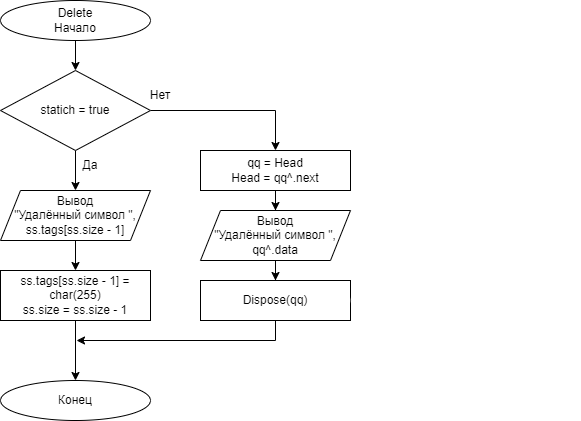 Delete
Начало
statich = true
Нет
Да
qq = Head
Head = qq^.next
Вывод
"Удалённый символ ",
ss.tags[ss.size - 1]
Вывод
"Удалённый символ ",
qq^.data
ss.tags[ss.size - 1] =
char(255)
ss.size = ss.size - 1
Dispose(qq)
Конец